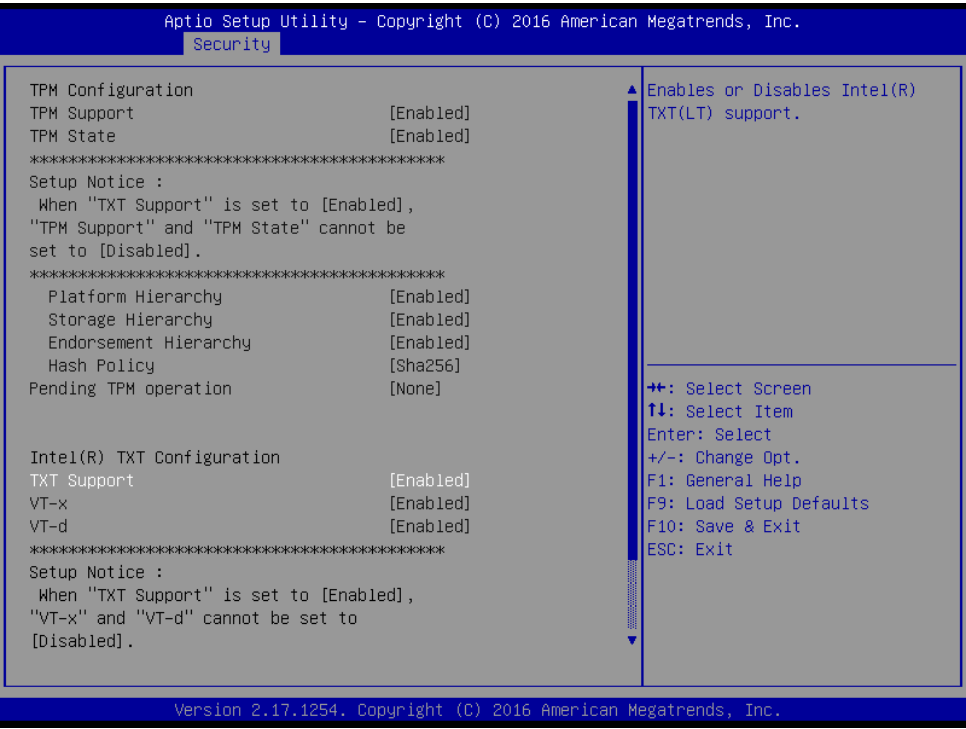 Aptio Setup Utility – Copyright (C) 2016 American Megatrends, Inc.
Security
TPM Configuration
TPM Support [Enabled]
TPM State [Enabled]
**********************************************
Setup Notice :
When "TXT Support" is set to [Enabled],
"TPM Support" and "TPM State" cannot be
set to [Disabled].
**********************************************
Platform Hierarchy [Enabled]
Storage Hierarchy [Enabled]
Endorsement Hierarchy [Enabled]
Hash Policy [Sha256]
Pending TPM operation [None]
Intel(R) TXT Configuration
TXT Support [Enabled]
VT-x [Enabled]
VT-d [Enabled]
**********************************************
Setup Notice :
When "TXT Support" is set to [Enabled],
"VT-x" and "VT-d" cannot be set to
[Disabled].
Enables or Disables Intel(R)
TXT(LT) support.
→←: Select Screen
↑↓: Select Item
Enter: Select
+/-: Change Opt.
F1: General Help
F9: Load Setup Defaults
F10: Save & Exit
ESC: Exit
Version 2.17.1254. Copyright (C) 2016 American Megatrends, Inc.